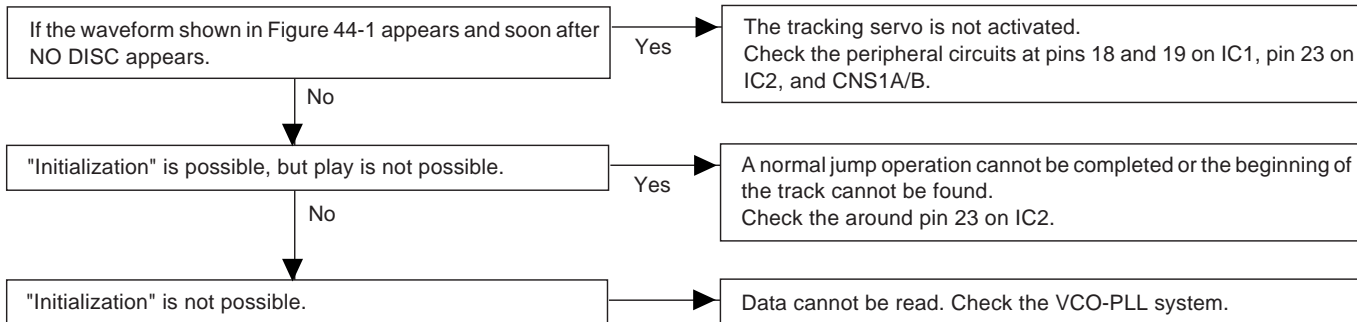 If the waveform shown in Figure 44-1 appears and soon after
NO DISC appears.
Yes
The tracking servo is not activated.
Check the peripheral circuits at pins 18 and 19 on IC1, pin 23 on
IC2, and CNS1A/B.
No
"Initialization" is possible, but play is not possible.
Yes
A normal jump operation cannot be completed or the beginning of
the track cannot be found.
Check the around pin 23 on IC2.
No
"Initialization" is not possible.
Data cannot be read. Check the VCO-PLL system.